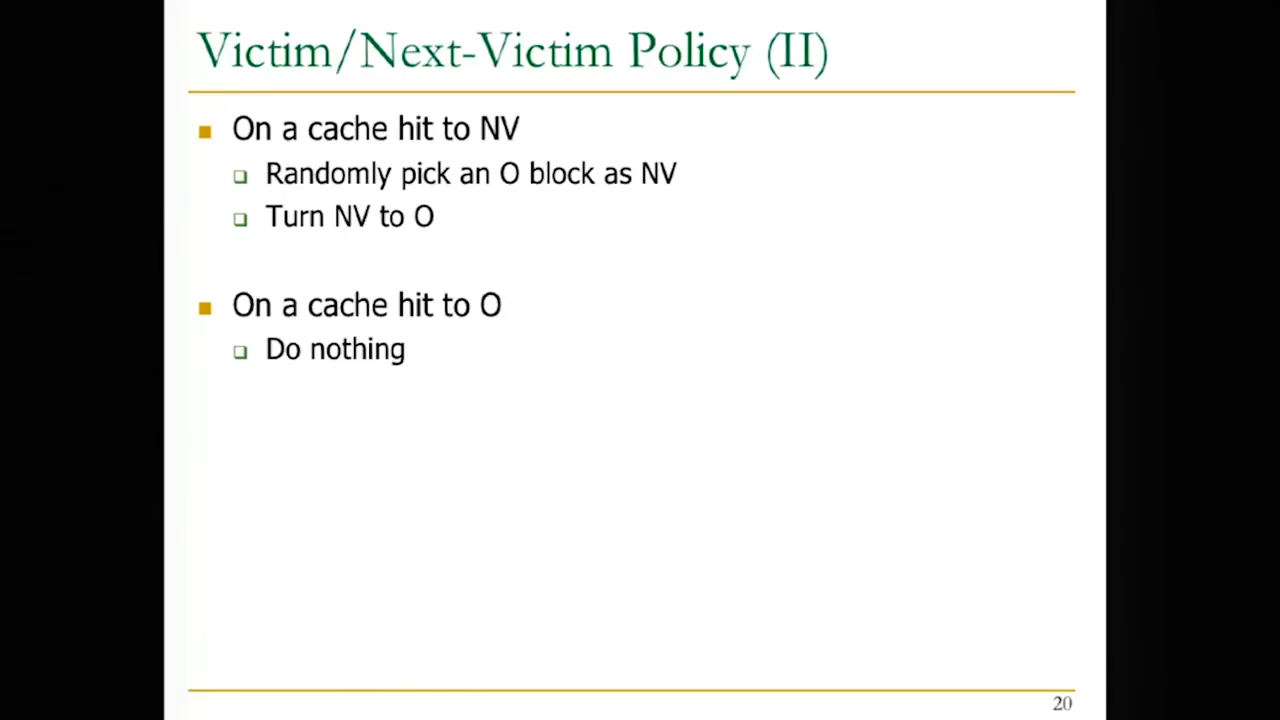 Victim/Next-Victim Policy (II)
On a cache hit to NV
Randomly pick an O block as NV
Turn NV to O
On a cache hit to O
Do nothing
20